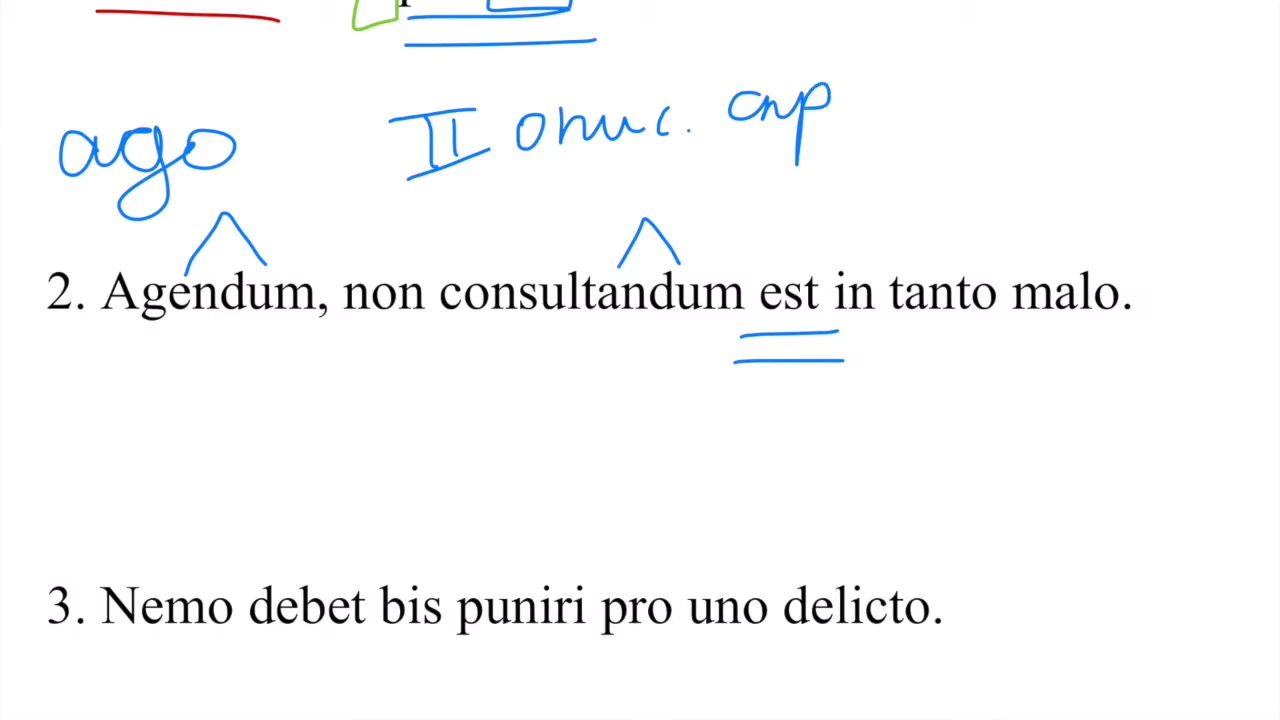 ago II опис. спр
2. Agendum, non consultandum est in tanto malo.
3. Nemo debet bis puniri pro uno delicto.